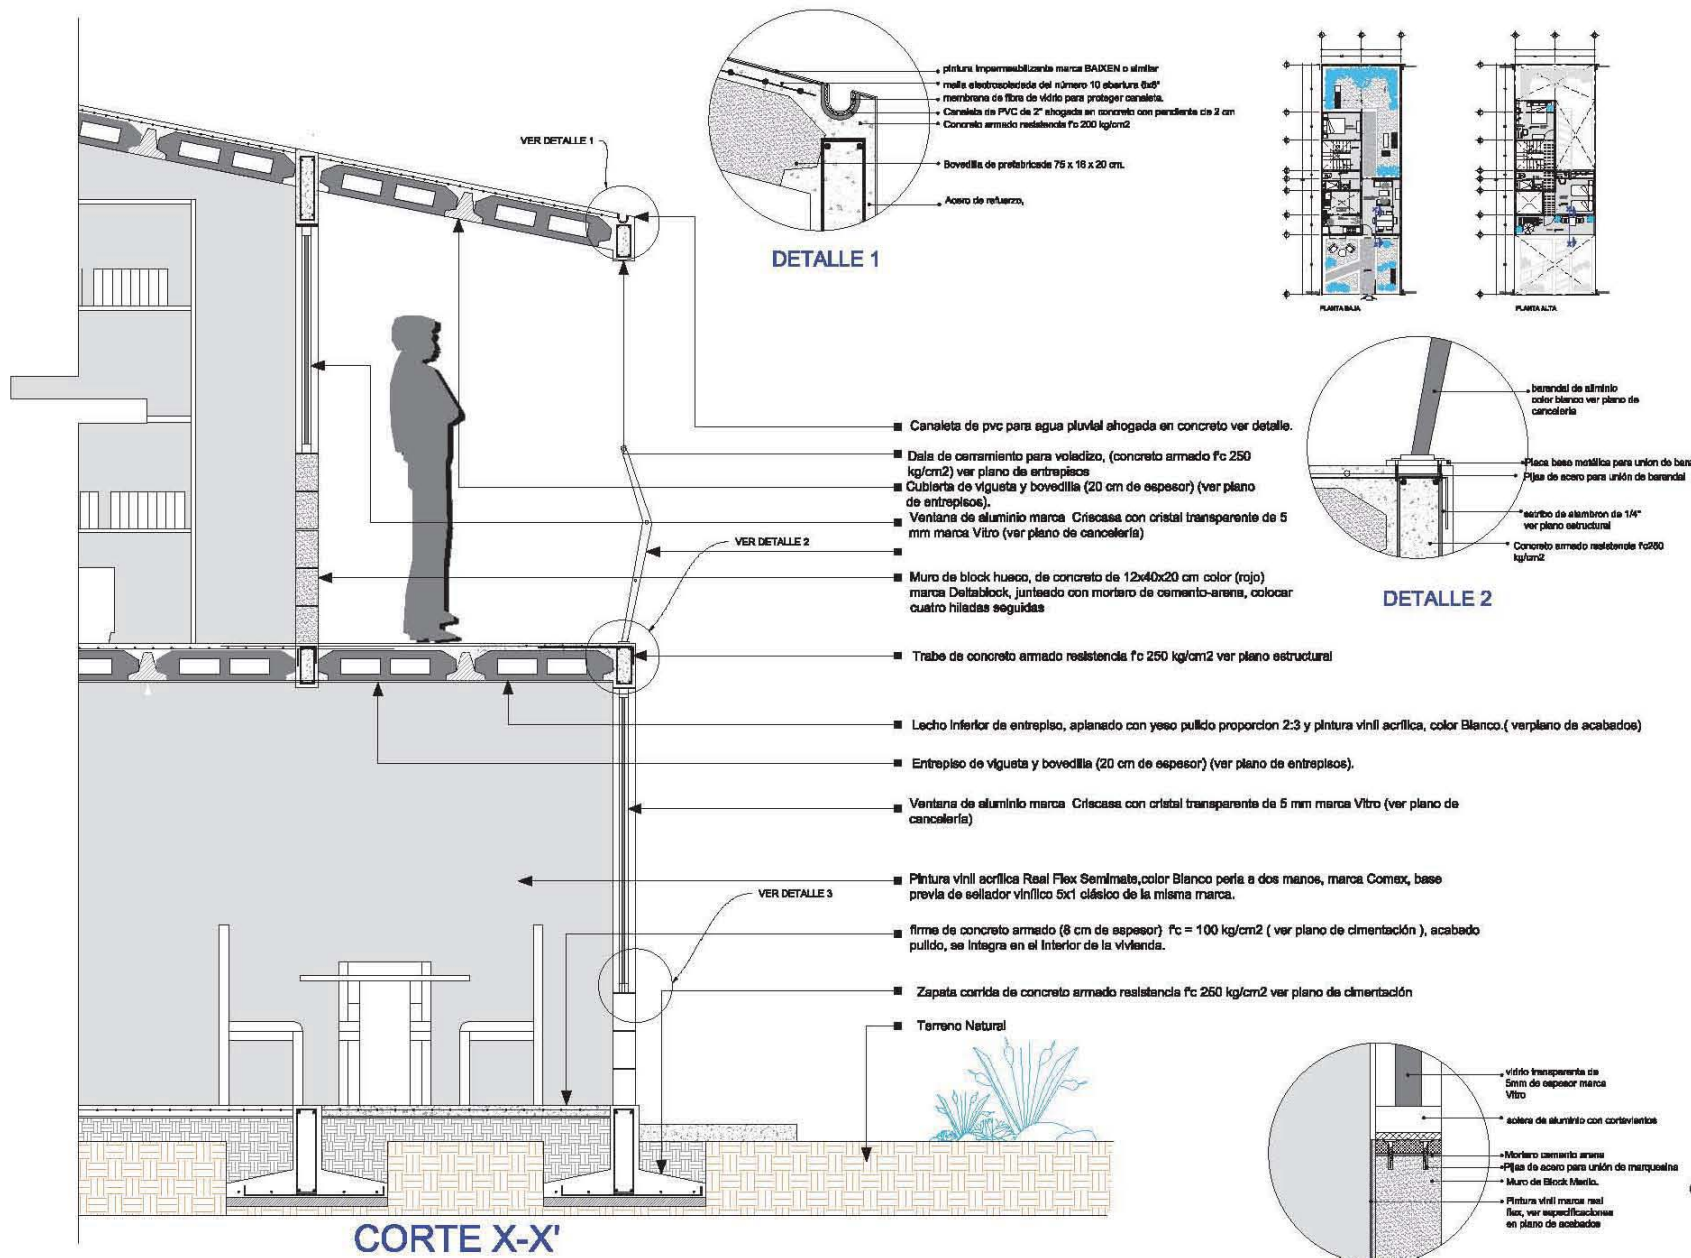 pintura impermeabilizante marca BAIXEN o similar
malla electrosoldada del número 10 abertura 6x6"
membrana de fibra de vidrio para proteger canaleta.
Canaleta de PVC de 2" ahogada en concreto con pendiente de 2 cm
Concreto armado resistencia f'c 200 kg/cm2
Bovedilla de prefabricada 75 x 18 x 20 cm.
Acero de refuerzo,
VER DETALLE 1
DETALLE 1
PLANTA BAJA
PLANTA ALTA
barandal de aliminio
color blanco ver plano de
cancelería
Placa base metálica para union de bara
Pijas de acero para unión de barandal
estribo de alambron de 1/4"
ver plano estructural
Concreto armado resistencia f'c250
kg/cm2
DETALLE 2
Canaleta de pvc para agua pluvial ahogada en concreto ver detalle.
Dala de cerramiento para voladizo, (concreto armado f'c 250
kg/cm2) ver plano de entrepisos
Cubierta de vigueta y bovedilla (20 cm de espesor) (ver plano
de entrepisos).
Ventana de aluminio marca Criscasa con cristal transparente de 5
mm marca Vitro (ver plano de cancelería)
VER DETALLE 2
Muro de block hueco, de concreto de 12x40x20 cm color (rojo)
marca Deltablock, junteado con mortero de cemento-arena, colocar
cuatro hiladas seguidas
Trabe de concreto armado resistencia f'c 250 kg/cm2 ver plano estructural
Lecho inferior de entrepiso, aplanado con yeso pulido proporcion 2:3 y pintura vinil acrílica, color Blanco.( verplano de acabados)
Entrepiso de vigueta y bovedilla (20 cm de espesor) (ver plano de entrepisos).
Ventana de aluminio marca Criscasa con cristal transparente de 5 mm marca Vitro (ver plano de
cancelería)
Pintura vinil acrílica Real Flex Semimate,color Blanco perla a dos manos, marca Comex, base
previa de sellador vinílico 5x1 clásico de la misma marca.
VER DETALLE 3
firme de concreto armado (8 cm de espesor) f'c = 100 kg/cm2 ( ver plano de cimentación ), acabado
pulido, se integra en el interior de la vivienda.
Zapata corrida de concreto armado resistencia f'c 250 kg/cm2 ver plano de cimentación
Terreno Natural
vidrio transparente de
5mm de espesor marca
Vitro
solera de aluminio con cortavientos
Mortero cemento arena
Pijas de acero para unión de marquesina
Muro de Block Medio.
Pintura vinil marca real
flex, ver especificaciones
en plano de acabados
CORTE X-X'